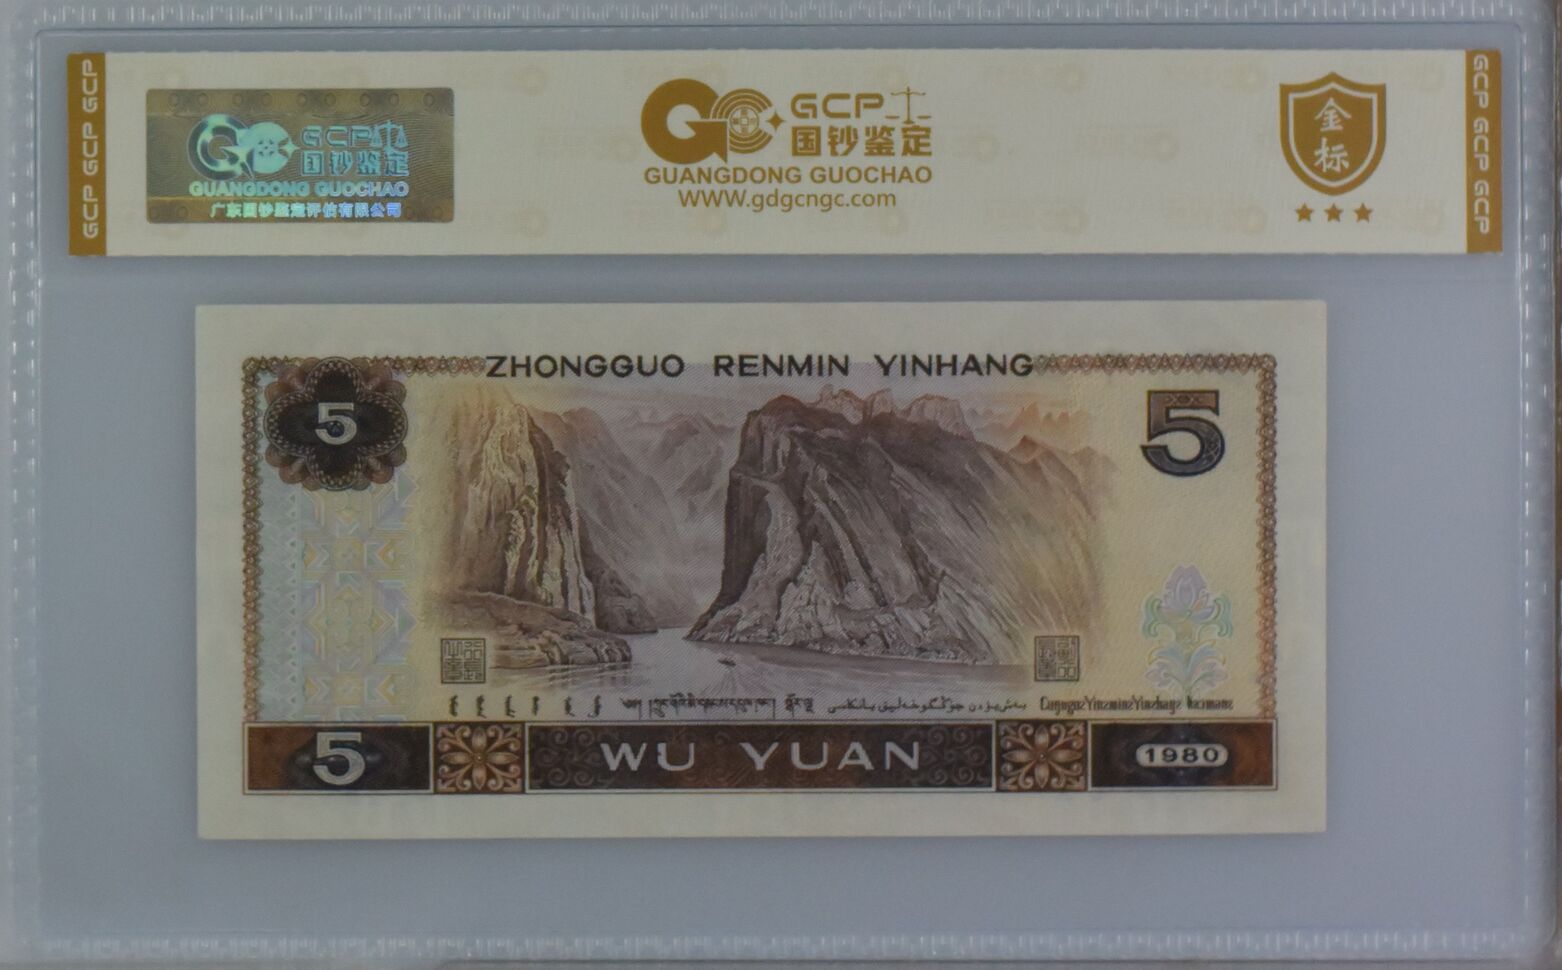 GCP GCP GCP
GCP
国钞鉴定
GUANGDONG GUOCHAO
广东国钞鉴定评估有限公司
GCP
国钞鉴定
GUANGDONG GUOCHAO
WWW.gdgcngc.com
金标
GCP GCP GCP
ZHONGGUO RENMIN YINHANG
5
5
5
WU YUAN
1980